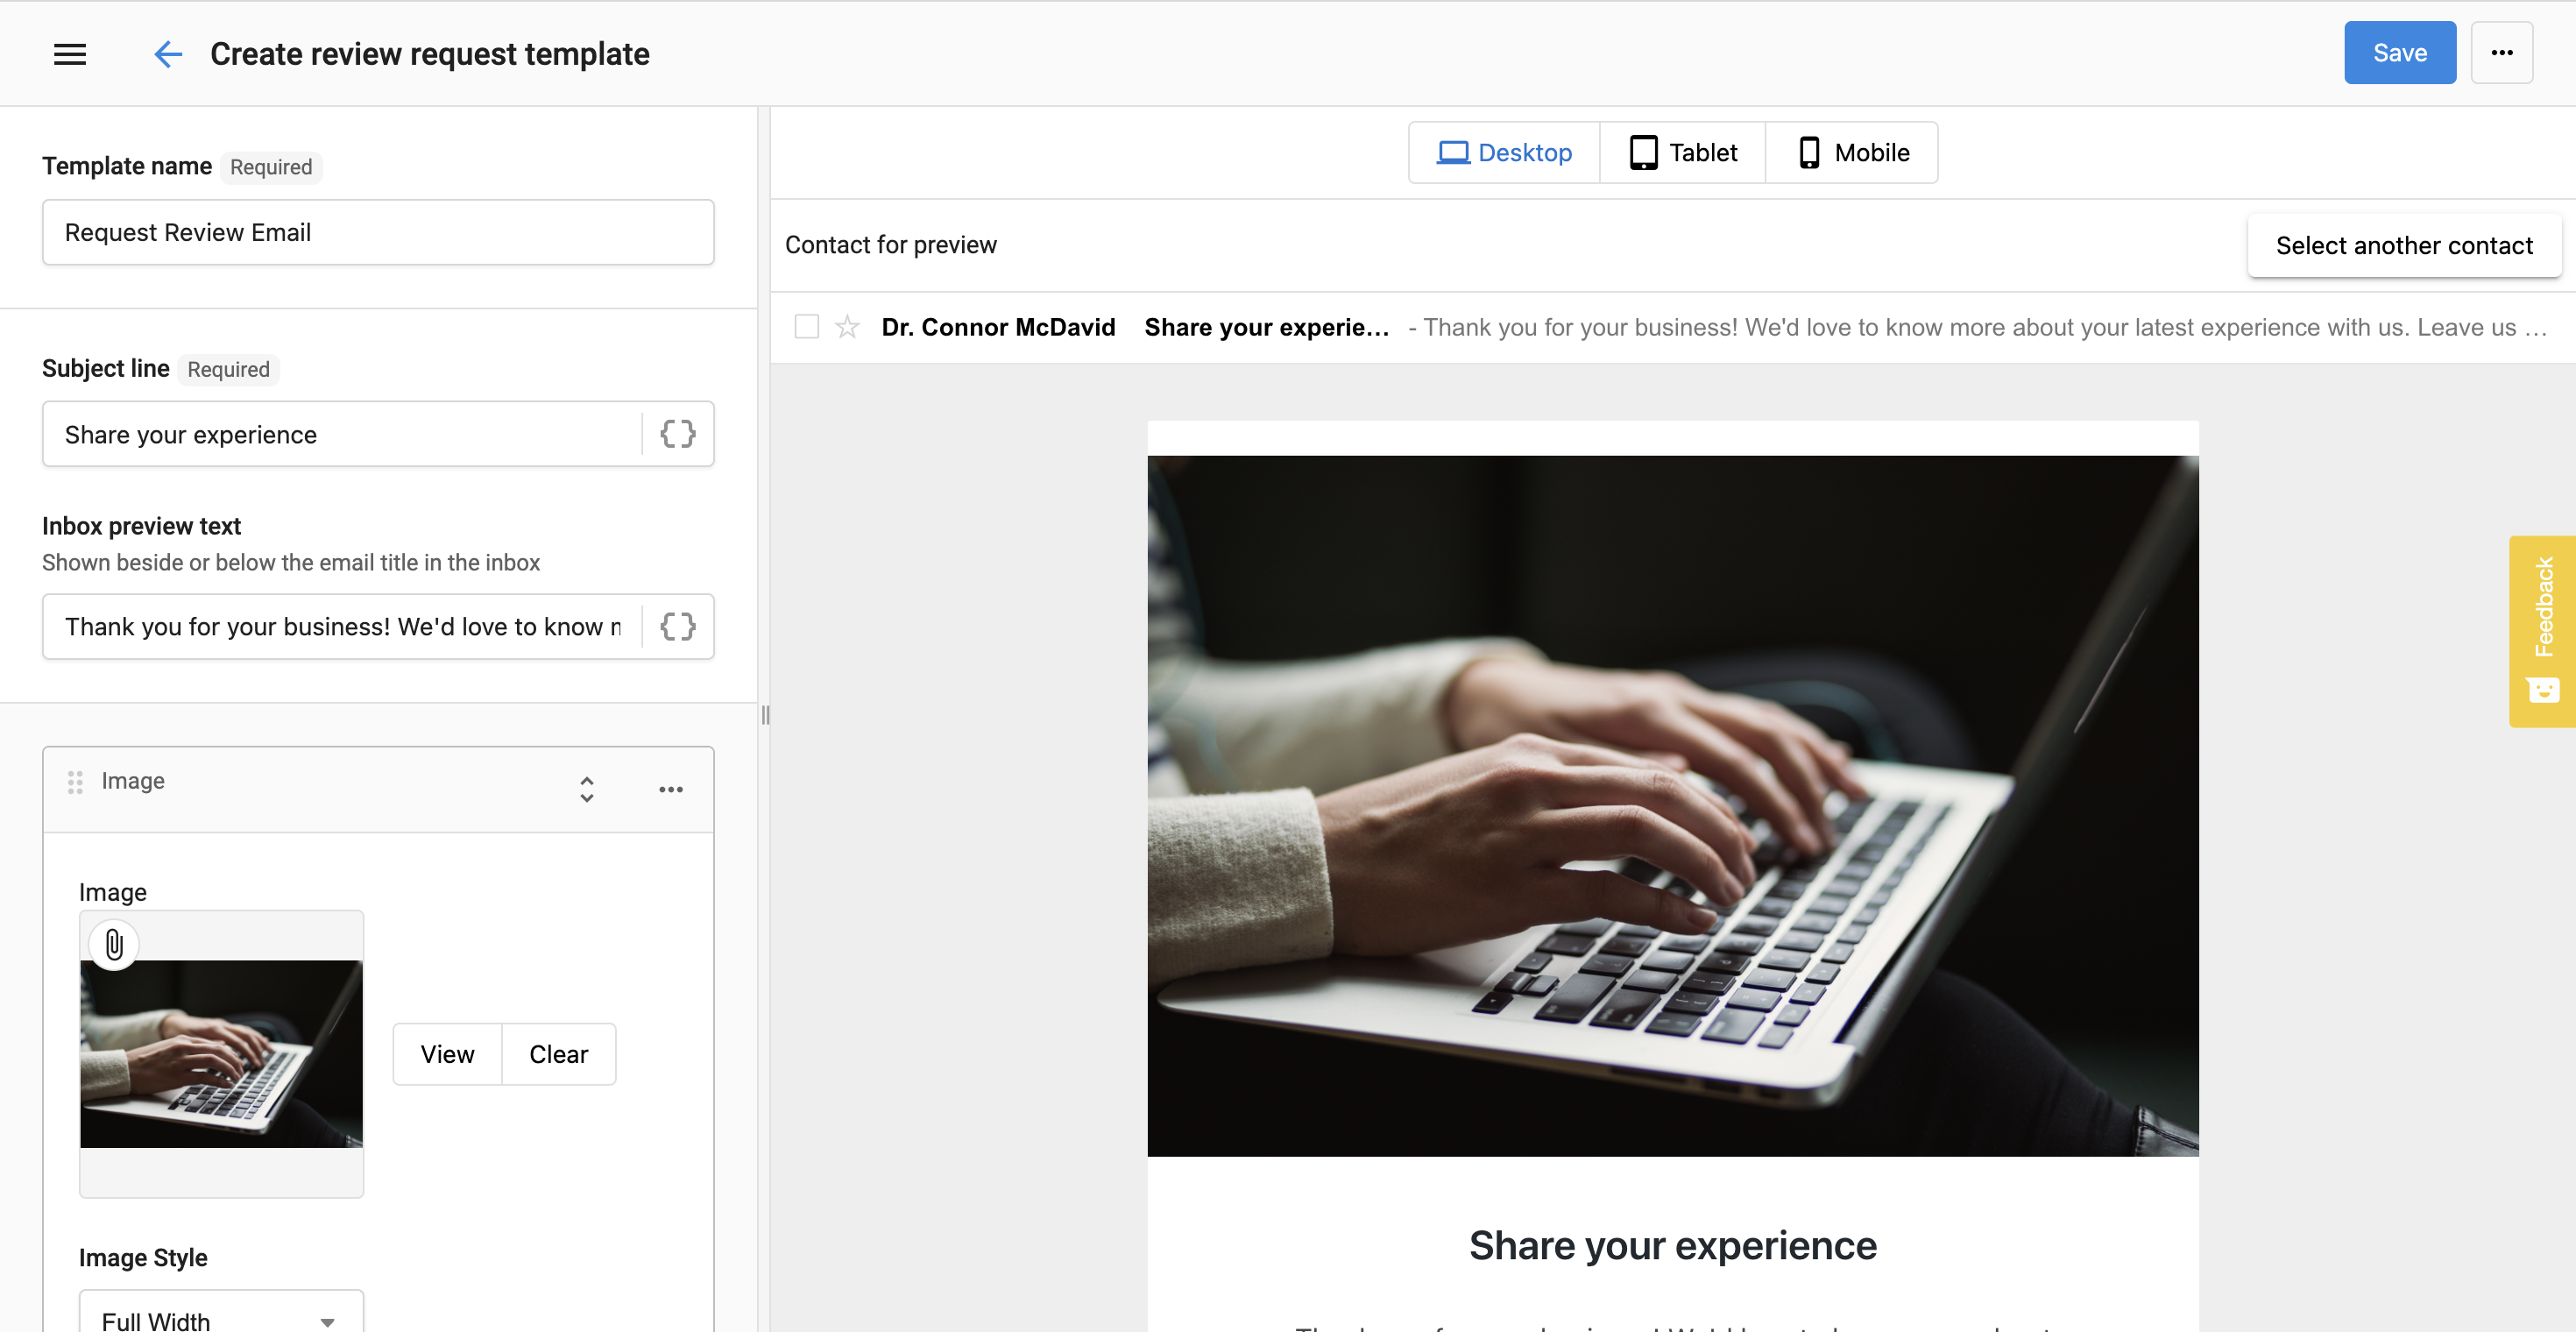 Create review request template
Save
Template name Required
Request Review Email
Subject line Required
Share your experience
Inbox preview text
Shown beside or below the email title in the inbox
Thank you for your business! We'd love to know
Image
Image
View Clear
Image Style
Full Width
Desktop Tablet Mobile
Contact for preview
Select another contact
Dr. Connor McDavid Share your experie... - Thank you for your business! We'd love to know more about your latest experience with us. Leave us ...
Share your experience
Feedback